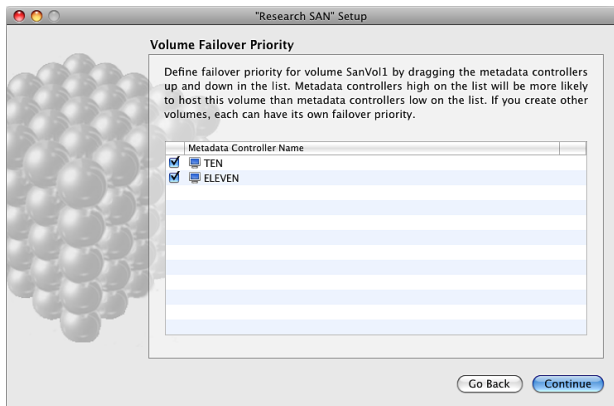 "Research SAN" Setup
Volume Failover Priority
Define failover priority for volume SanVol1 by dragging the metadata controllers
up and down in the list. Metadata controllers high on the list will be more likely
to host this volume than metadata controllers low on the list. If you create other
volumes, each can have its own failover priority.
Metadata Controller Name
TEN
ELEVEN
Go Back
Continue